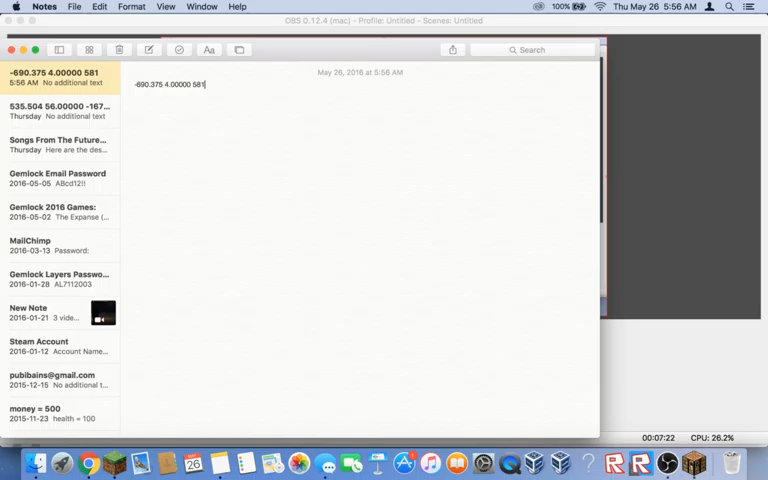 Notes File Edit Format View Window Help 100% Thu May 26 5:56 AM
OBS 0.12.4 (mac) - Profile: Untitled - Scenes: Untitled
Aa Search
-690.375 4.00000 581
5:56 AM No additional text
535.504 56.00000 -167...
Thursday No additional text
Songs From The Future...
Thursday Here are the des...
Gemlock Email Password
2016-05-05 ABcd12!!
Gemlock 2016 Games:
2016-05-02 The Expanse (...
MailChimp
2016-03-13 Password:
Gemlock Layers Passwo...
2016-01-28 AL7112003
New Note
2016-01-21 3 vide...
Steam Account
2016-01-12 Account Name...
pubibains@gmail.com
2015-12-15 No additional t...
money = 500
2015-11-23 health = 100
May 26, 2016 at 5:56 AM
-690.375 4.00000 581
00:07:22 CPU: 26.2%
26
1